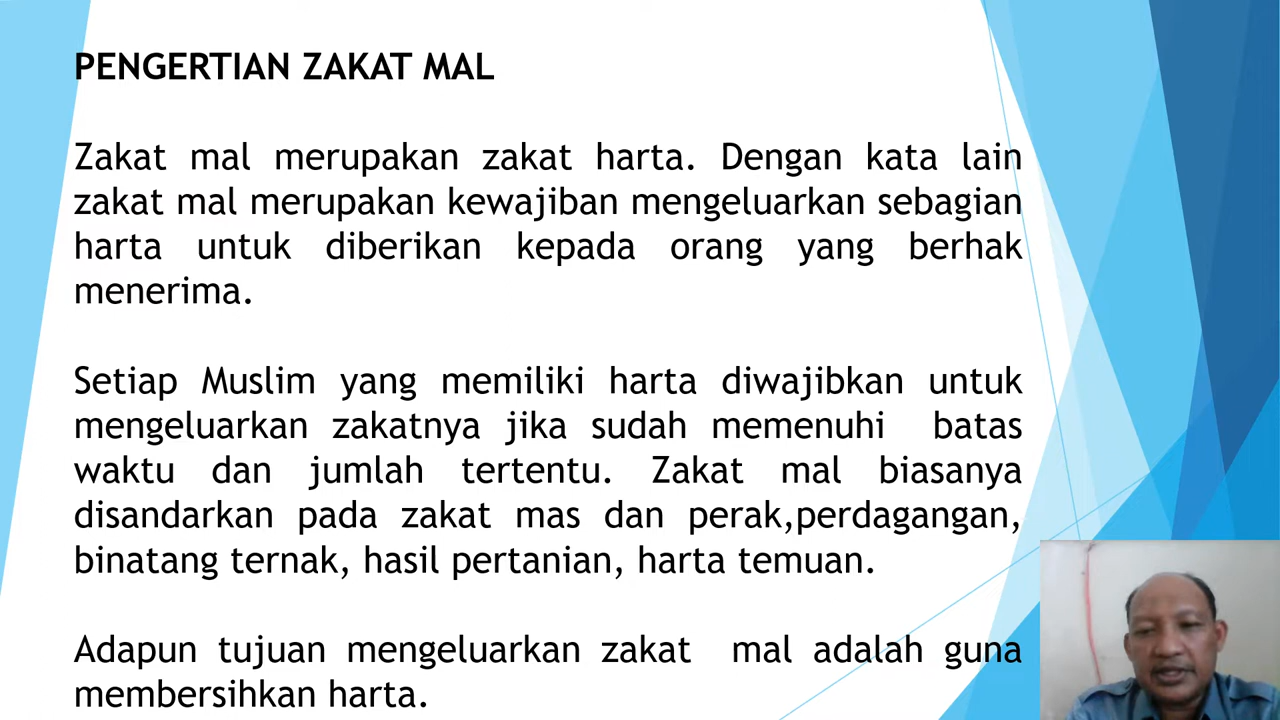 PENGERTIAN ZAKAT MAL
Zakat mal merupakan zakat harta. Dengan kata lain
zakat mal merupakan kewajiban mengeluarkan sebagian
harta untuk diberikan kepada orang yang berhak
menerima.
Setiap Muslim yang memiliki harta diwajibkan untuk
mengeluarkan zakatnya jika sudah memenuhi batas
waktu dan jumlah tertentu. Zakat mal biasanya
disandarkan pada zakat mas dan perak,perdagangan,
binatang ternak, hasil pertanian, harta temuan.
Adapun tujuan mengeluarkan zakat mal adalah guna
membersihkan harta.